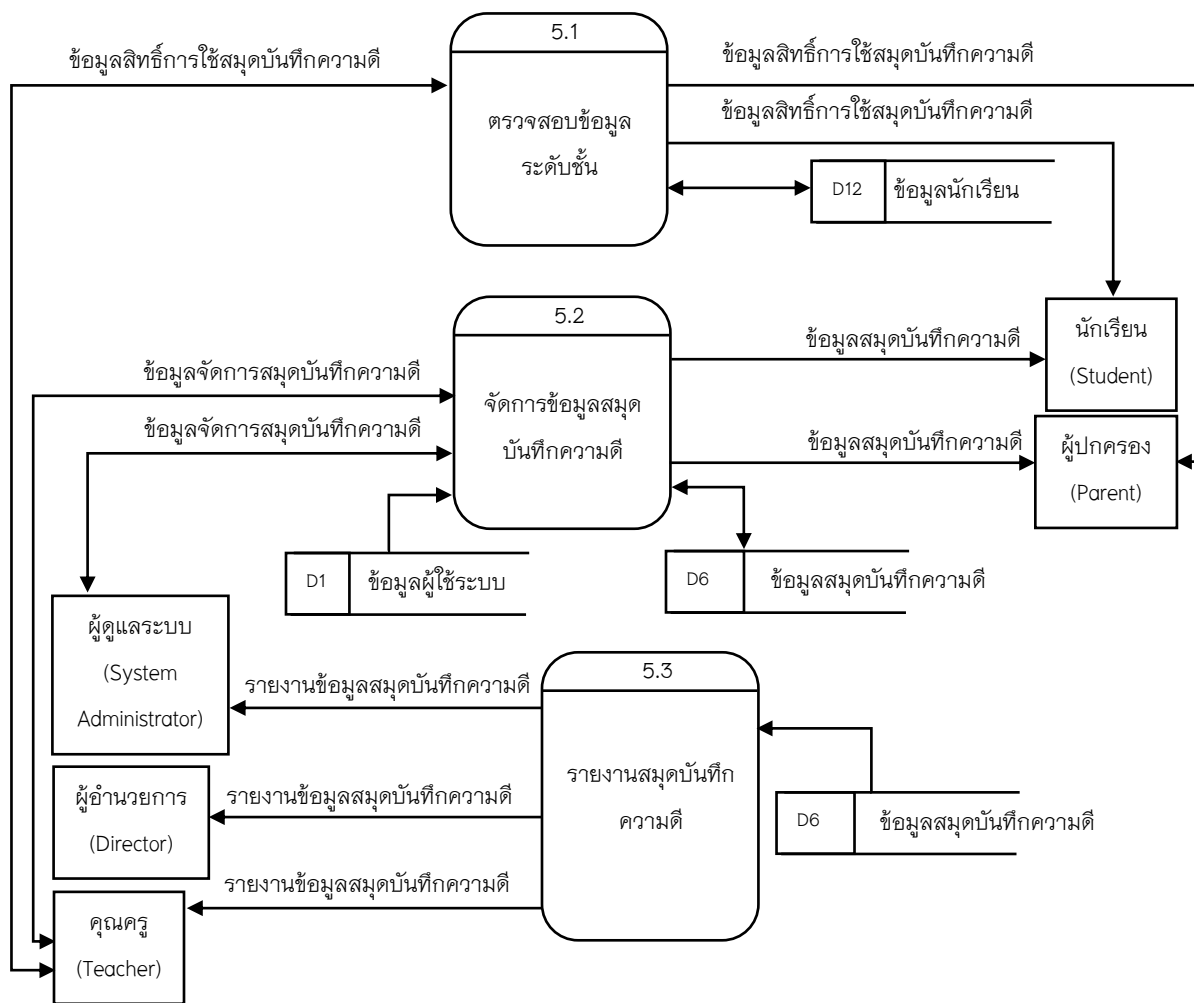 5.1
ข้อมูลสิทธิ์การใช้สมุดบันทึกความดี
ข้อมูลสิทธิ์การใช้สมุดบันทึกความดี
ข้อมูลสิทธิ์การใช้สมุดบันทึกความดี
ตรวจสอบข้อมูล
ระดับชั้น
D12 ข้อมูลนักเรียน
5.2
นักเรียน
(Student)
ข้อมูลสมุดบันทึกความดี
ข้อมูลจัดการสมุดบันทึกความดี
จัดการข้อมูลสมุด
บันทึกความดี
ข้อมูลจัดการสมุดบันทึกความดี
ข้อมูลสมุดบันทึกความดี
ผู้ปกครอง
(Parent)
D1 ข้อมูลผู้ใช้ระบบ
D6 ข้อมูลสมุดบันทึกความดี
ผู้ดูแลระบบ
(System
Administrator)
5.3
รายงานข้อมูลสมุดบันทึกความดี
รายงานสมุดบันทึก
ความดี
ผู้อำนวยการ
(Director)
รายงานข้อมูลสมุดบันทึกความดี
D6 ข้อมูลสมุดบันทึกความดี
รายงานข้อมูลสมุดบันทึกความดี
คุณครู
(Teacher)